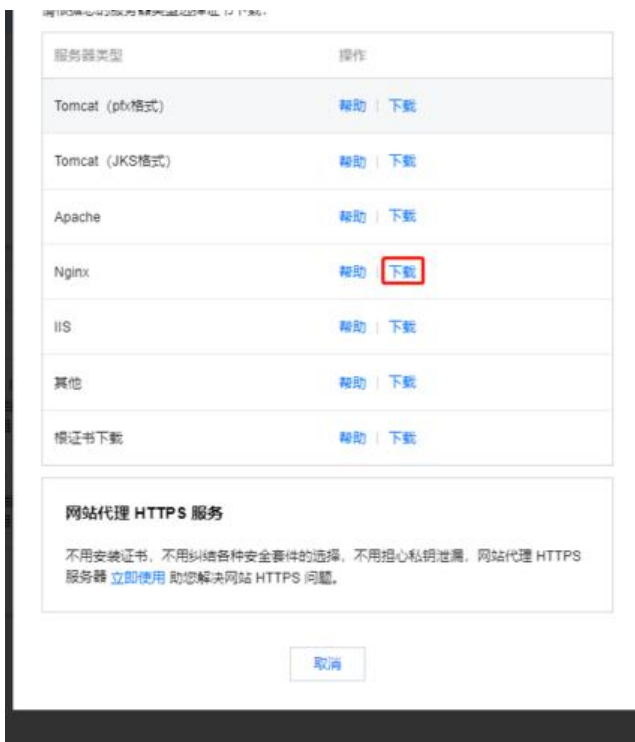 服务器类型 操作
Tomcat（pfx格式） 帮助 | 下载
Tomcat（JKS格式） 帮助 | 下载
Apache 帮助 | 下载
Nginx 帮助 | 下载
IIS 帮助 | 下载
其他 帮助 | 下载
根证书下载 帮助 | 下载
网站代理 HTTPS 服务
不用安装证书，不用纠结各种安全套件的选择，不用担心私钥泄漏，网站代理 HTTPS
服务器 立即使用 助您解决网站 HTTPS 问题。
取消